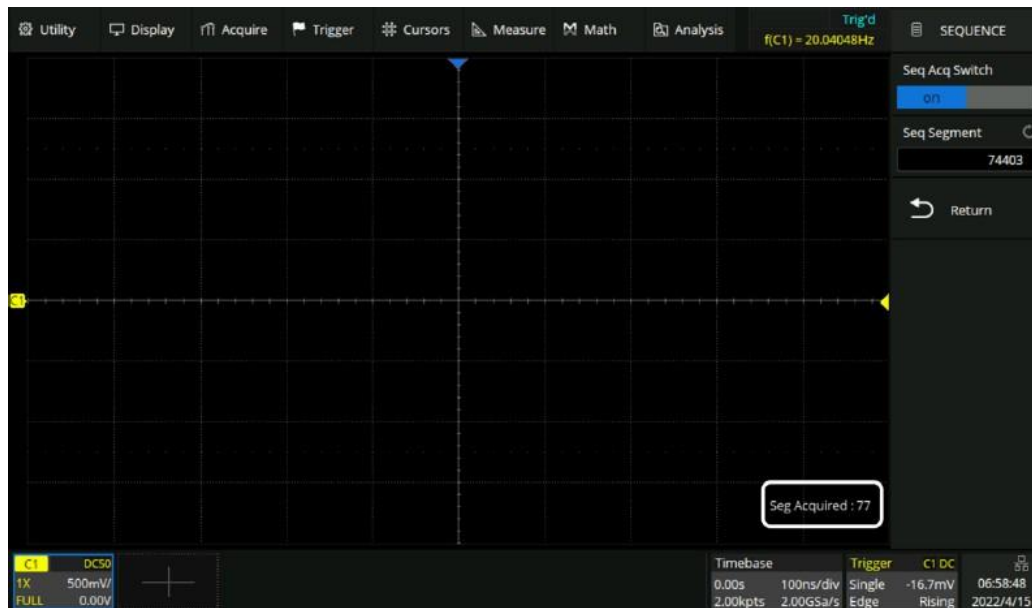 Utility
Display
Acquire
Trigger
Cursors
Measure
Math
Analysis
Trig'd
f(C1) = 20.04048Hz
SEQUENCE
Seq Acq Switch
on
Seq Segment
74403
Return
C1
Seg Acquired : 77
C1 DC50
1X 500mV/
FULL 0.00V
Timebase
0.00s 100ns/div
2.00kpts 2.00GSa/s
Trigger C1 DC
Single -16.7mV
Edge Rising
06:58:48
2022/4/15